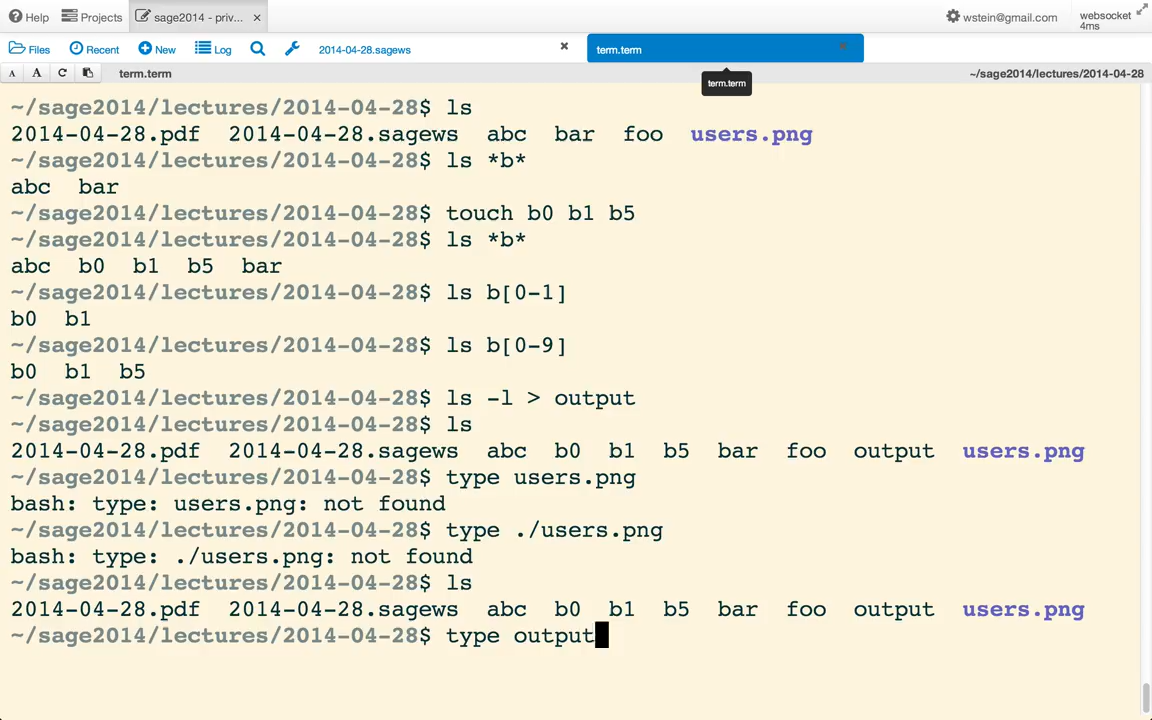 Help Projects sage2014 - priv... × wstein@gmail.com websocket
4ms
Files Recent New Log 2014-04-28.sagews × term.term ×
A A C term.term term.term ~/sage2014/lectures/2014-04-28
~/sage2014/lectures/2014-04-28$ ls
2014-04-28.pdf 2014-04-28.sagews abc bar foo users.png
~/sage2014/lectures/2014-04-28$ ls *b*
abc bar
~/sage2014/lectures/2014-04-28$ touch b0 b1 b5
~/sage2014/lectures/2014-04-28$ ls *b*
abc b0 b1 b5 bar
~/sage2014/lectures/2014-04-28$ ls b[0-1]
b0 b1
~/sage2014/lectures/2014-04-28$ ls b[0-9]
b0 b1 b5
~/sage2014/lectures/2014-04-28$ ls -l > output
~/sage2014/lectures/2014-04-28$ ls
2014-04-28.pdf 2014-04-28.sagews abc b0 b1 b5 bar foo output users.png
~/sage2014/lectures/2014-04-28$ type users.png
bash: type: users.png: not found
~/sage2014/lectures/2014-04-28$ type ./users.png
bash: type: ./users.png: not found
~/sage2014/lectures/2014-04-28$ ls
2014-04-28.pdf 2014-04-28.sagews abc b0 b1 b5 bar foo output users.png
~/sage2014/lectures/2014-04-28$ type output